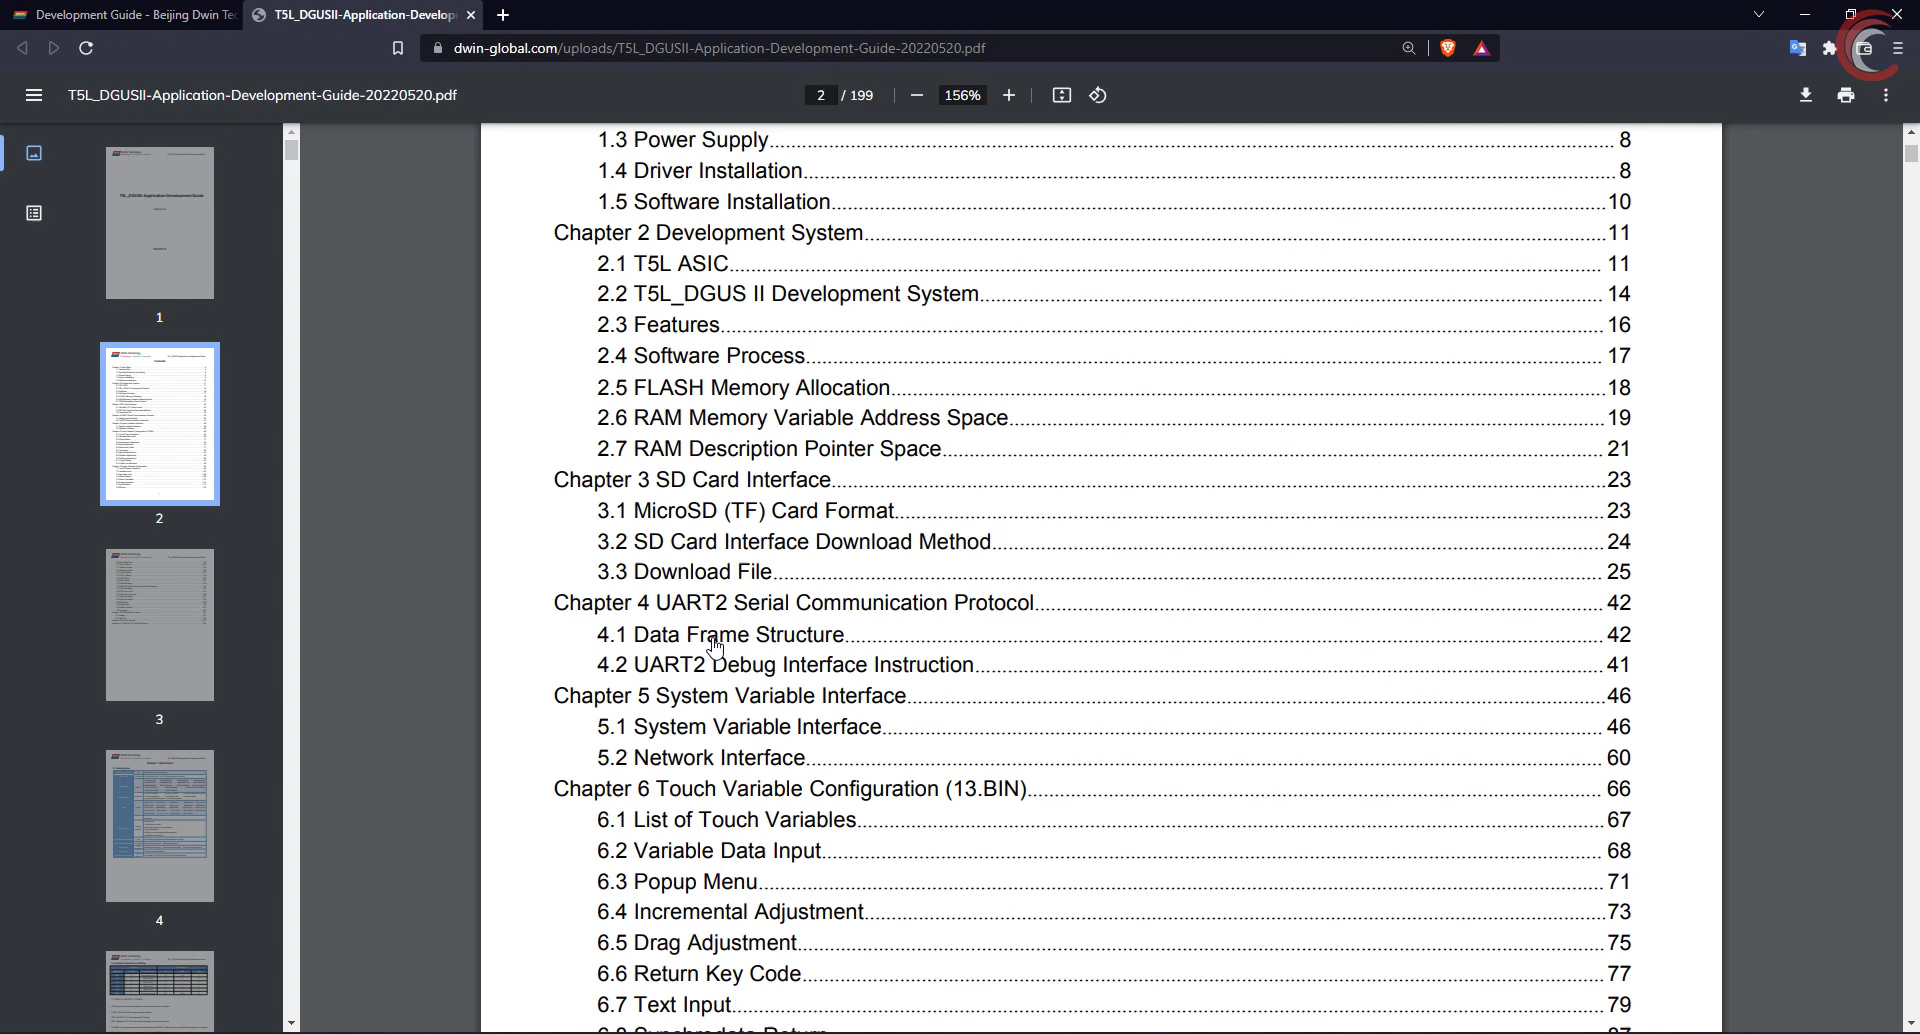 Development Guide - Beijing Dwin Tec
T5L_DGUSII-Application-Develop
dwin-global.com/uploads/T5L_DGUSII-Application-Development-Guide-20220520.pdf
T5L_DGUSII-Application-Development-Guide-20220520.pdf
2 / 199
156%
1
2
3
4
1.3 Power Supply 8
1.4 Driver Installation 8
1.5 Software Installation 10
Chapter 2 Development System 11
2.1 T5L ASIC 11
2.2 T5L_DGUS II Development System 14
2.3 Features 16
2.4 Software Process 17
2.5 FLASH Memory Allocation 18
2.6 RAM Memory Variable Address Space 19
2.7 RAM Description Pointer Space 21
Chapter 3 SD Card Interface 23
3.1 MicroSD (TF) Card Format 23
3.2 SD Card Interface Download Method 24
3.3 Download File 25
Chapter 4 UART2 Serial Communication Protocol 42
4.1 Data Frame Structure 42
4.2 UART2 Debug Interface Instruction 41
Chapter 5 System Variable Interface 46
5.1 System Variable Interface 46
5.2 Network Interface 60
Chapter 6 Touch Variable Configuration (13.BIN) 66
6.1 List of Touch Variables 67
6.2 Variable Data Input 68
6.3 Popup Menu 71
6.4 Incremental Adjustment 73
6.5 Drag Adjustment 75
6.6 Return Key Code 77
6.7 Text Input 79